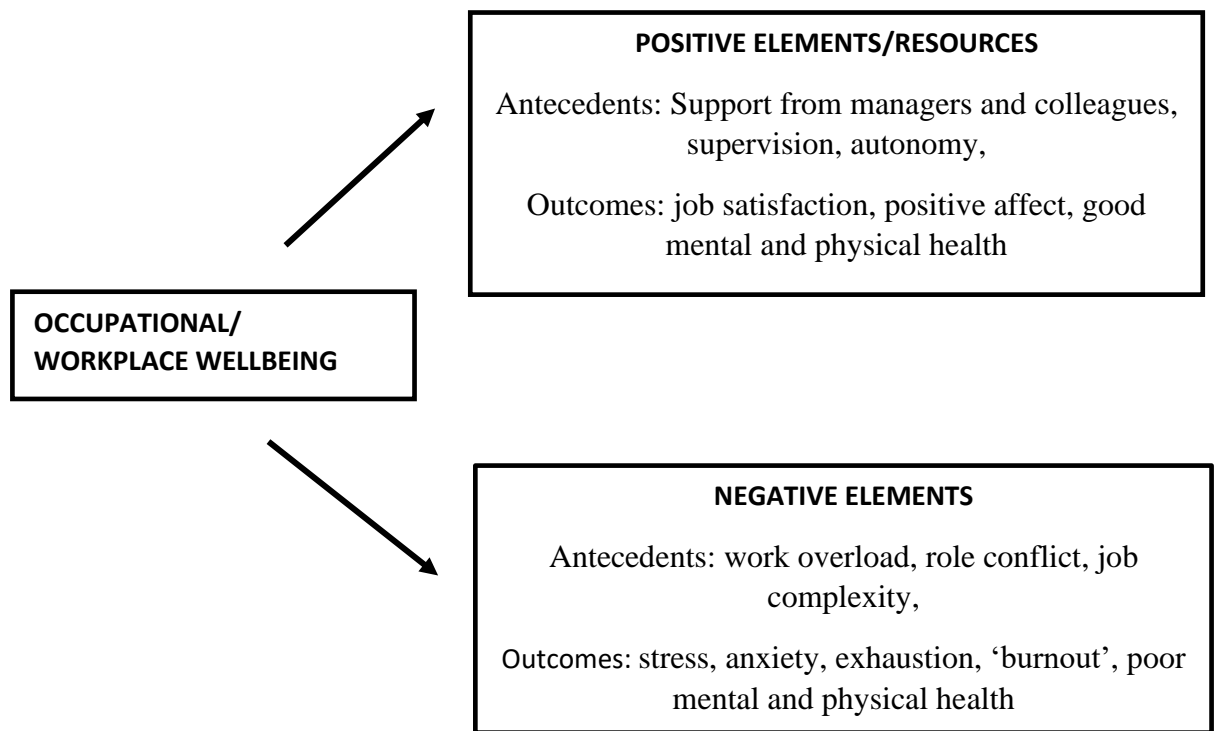 POSITIVE ELEMENTS/RESOURCES
Antecedents: Support from managers and colleagues,
supervision, autonomy,
Outcomes: job satisfaction, positive affect, good
mental and physical health
OCCUPATIONAL/
WORKPLACE WELLBEING
NEGATIVE ELEMENTS
Antecedents: work overload, role conflict, job
complexity,
Outcomes: stress, anxiety, exhaustion, ‘burnout’, poor
mental and physical health